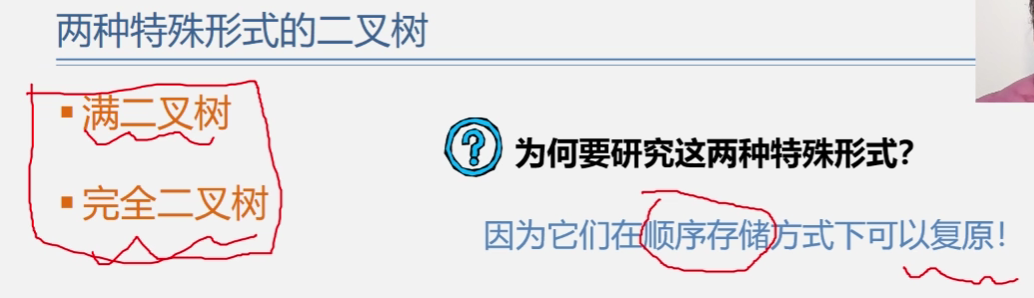 两种特殊形式的二叉树
▪满二叉树
? 为何要研究这两种特殊形式?
▪完全二叉树
因为它们在顺序存储方式下可以复原!